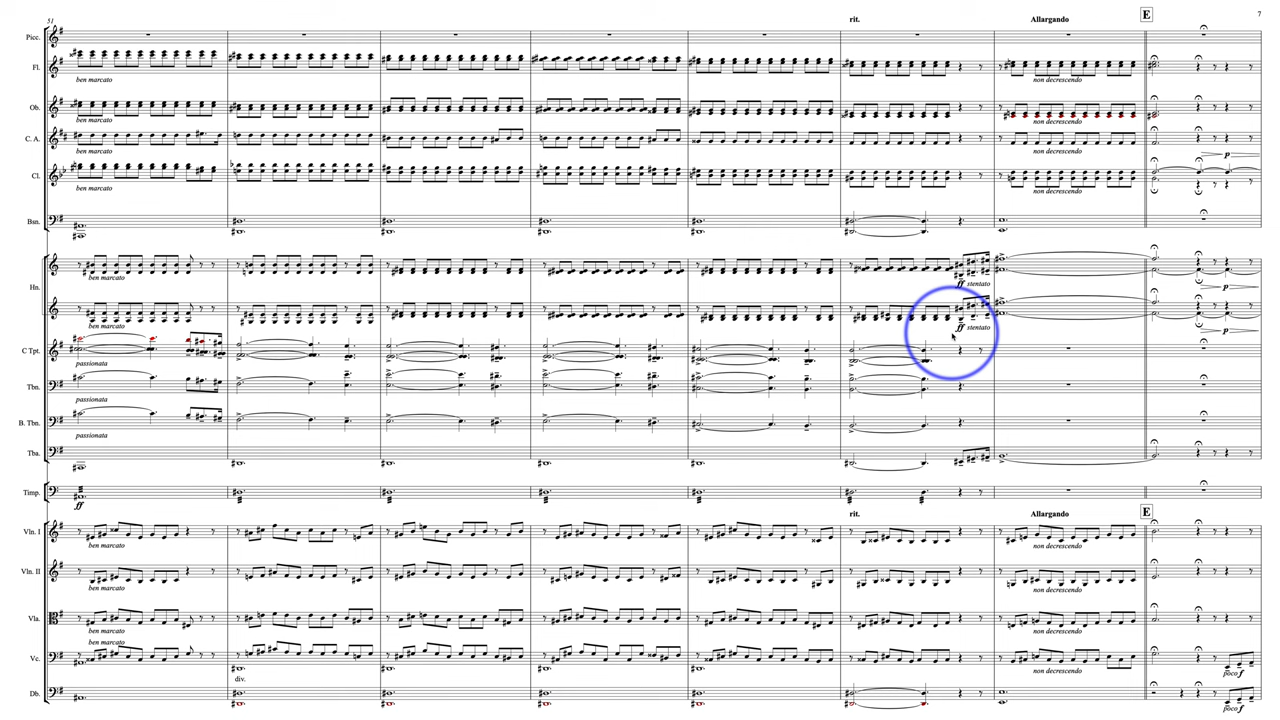 51 rit. Allargando E 7
Picc.
Fl.
ben marcato non decrescendo
Ob.
ben marcato non decrescendo
C. A.
ben marcato non decrescendo
p p
Cl.
ben marcato non decrescendo
Bsn.
Hn.
ben marcato ff stentato p p
ben marcato ff stentato p p
C Tpt.
passionata
Tbn.
passionata
B. Tbn.
passionata
Tba.
Timp.
ff
rit. Allargando E
Vln. I
ben marcato non decrescendo
Vln. II
ben marcato non decrescendo
Vla.
ben marcato non decrescendo
ben marcato
Vc.
non decrescendo poco f
div.
Db.
poco f